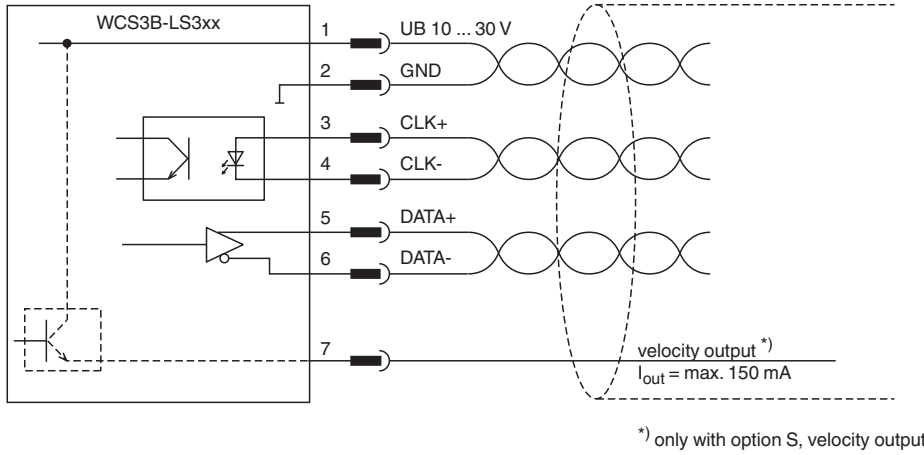 WCS3B-LS3xx
1 UB 10 ... 30 V
2 GND
3 CLK+
4 CLK-
5 DATA+
6 DATA-
7 velocity output *)
Iout = max. 150 mA
*) only with option S, velocity output